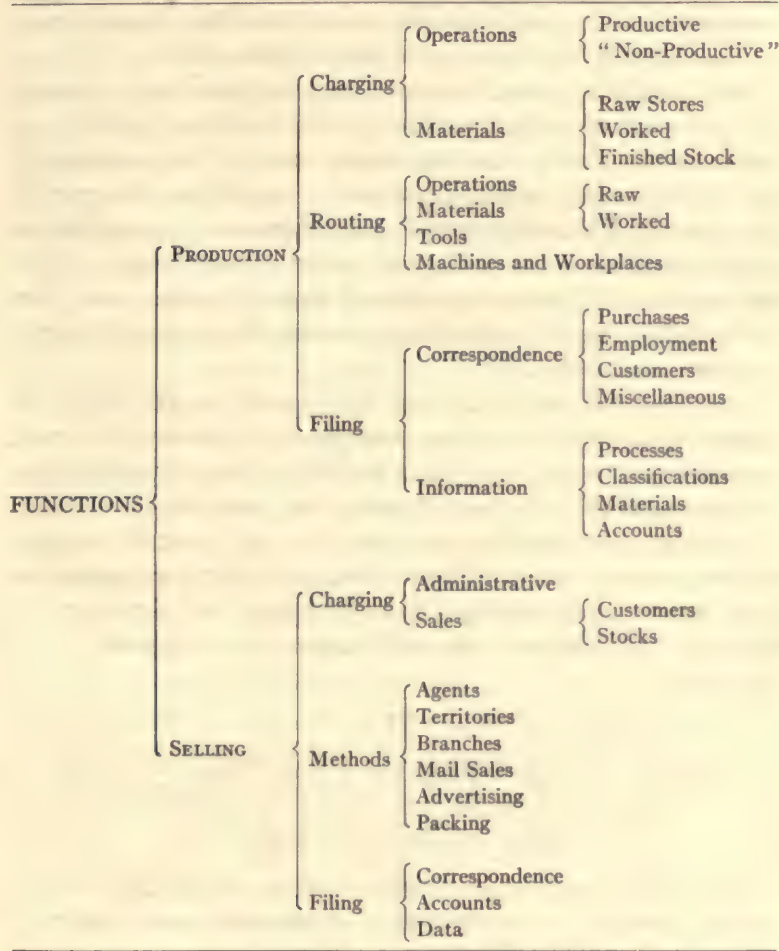 Operations Productive
" Non-Productive "
Charging
Raw Stores
Materials Worked
Finished Stock
Operations Raw
Materials Worked
Routing
Tools
PRODUCTION
Machines and Workplaces
Purchases
Correspondence Employment
Customers
Miscellaneous
Filing
Processes
Information Classifications
Materials
FUNCTIONS
Accounts
Charging Administrative
Sales Customers
Stocks
Agents
Territories
SELLING Methods Branches
Mail Sales
Advertising
Packing
Correspondence
Filing Accounts
Data